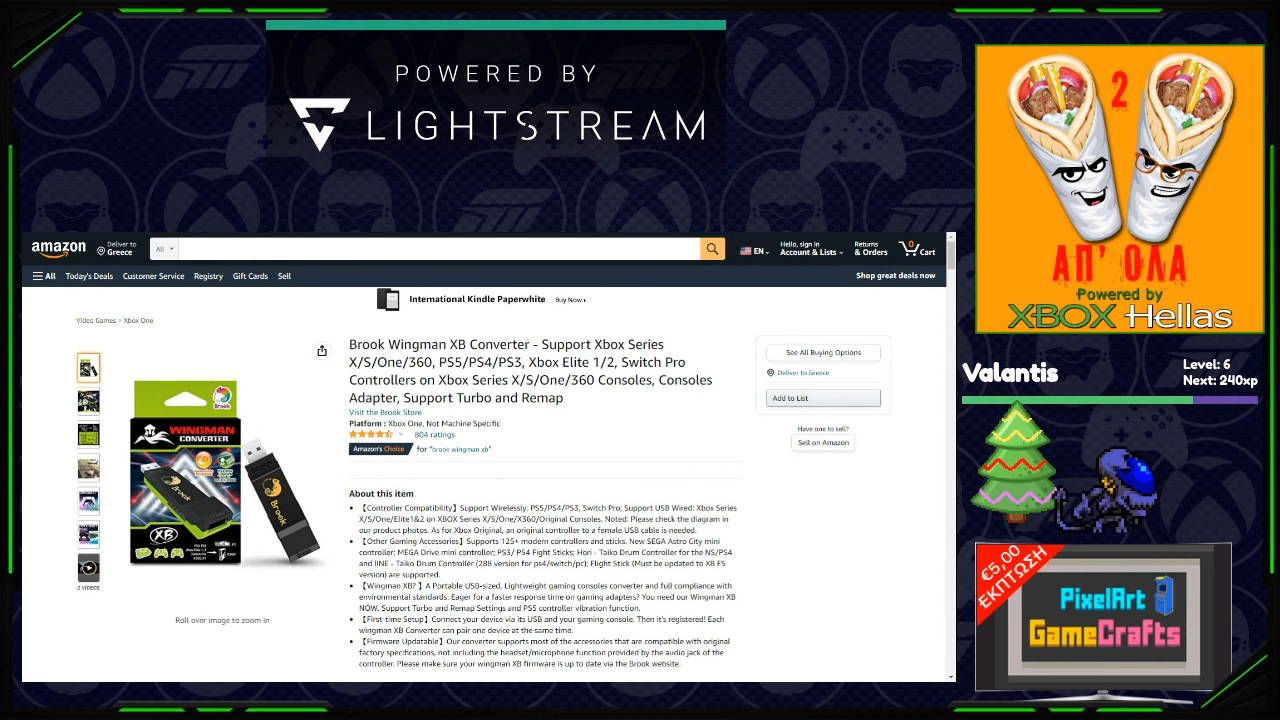 POWERED BY
LIGHTSTREAM
amazon
Deliver to
Greece
All
EN
Hello, sign in
Account & Lists
Returns
& Orders
0
Cart
All
Today's Deals
Customer Service
Registry
Gift Cards
Sell
Shop great deals now
International Kindle Paperwhite
Buy Now
Video Games › Xbox One
Brook
WINGMAN
CONVERTER
Brook
XB
Brook
2 VIDEOS
Roll over image to zoom in
Brook Wingman XB Converter - Support Xbox Series
X/S/One/360, PS5/PS4/PS3, Xbox Elite 1/2, Switch Pro
Controllers on Xbox Series X/S/One/360 Consoles, Consoles
Adapter, Support Turbo and Remap
Visit the Brook Store
Platform : Xbox One, Not Machine Specific
804 ratings
Amazon's Choice for "brook wingman xb"
About this item
• 【Controller Compatibility】Support Wirelessly: PS5/PS4/PS3, Switch Pro; Support USB Wired: Xbox Series
X/S/One/Elite1&2 on XBOX Series X/S/One/X360/Original Consoles. Noted: Please check the diagram in
our product photos. As for Xbox Original, an original controller to a female USB cable is needed.
• 【Other Gaming Accessories】Supports 125+ modern controllers and sticks. New SEGA Astro City mini
controller; MEGA Drive mini controller; PS3/ PS4 Fight Sticks; Hori - Taiko Drum Controller for the NS/PS4
and IINE - Taiko Drum Controller (288 version for ps4/switch/pc); Flight Stick (Must be updated to XB FS
version) are supported.
• 【Wingman XB? 】A Portable USB-sized, Lightweight gaming consoles converter and full compliance with
environmental standards. Eager for a faster response time on gaming adapters? You need our Wingman XB
NOW. Support Turbo and Remap Settings and PS5 controller vibration function.
• 【First-time Setup】Connect your device via its USB and your gaming console. Then it's registered! Each
wingman XB Converter can pair one device at the same time.
• 【Firmware Updatable】Our converter supports most of the accessories that are compatible with original
factory specifications, not including the headset/microphone function provided by the audio jack of the
controller. Please make sure your wingman XB firmware is up to date via the Brook website.
See All Buying Options
Deliver to Greece
Add to List
Have one to sell?
Sell on Amazon
2
ΑΠ' ΟΛΑ
Powered by
XBOX Hellas
Valantis
Level: 6
Next: 240xp
€5,00
ΕΚΠΤΩΣΗ
PixelArt
GameCrafts